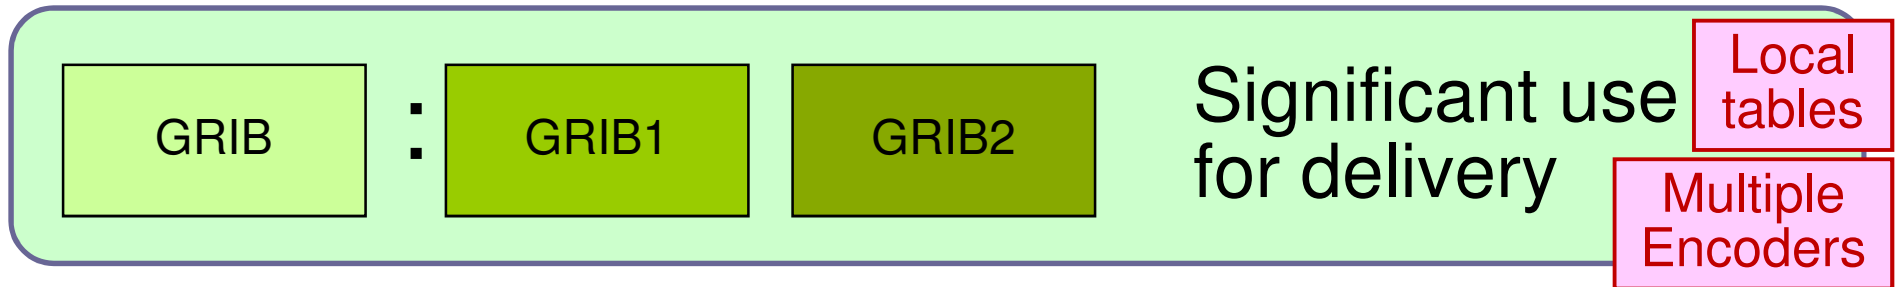 GRIB : GRIB1 GRIB2
Significant use
for delivery
Local
tables
Multiple
Encoders